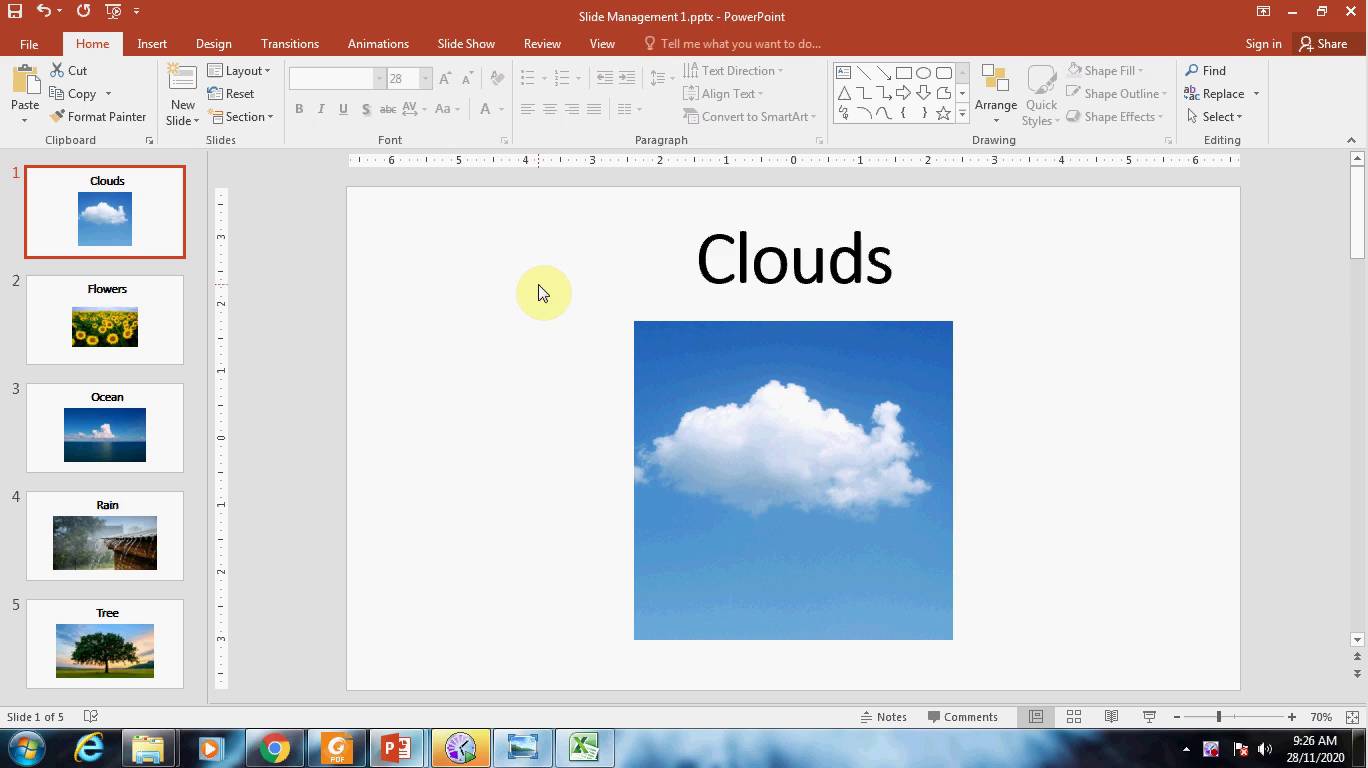 Slide Management 1.pptx - PowerPoint
File Home Insert Design Transitions Animations Slide Show Review View Tell me what you want to do... Sign in Share
Paste
Cut
Copy
Format Painter
Clipboard
New
Slide
Layout
Reset
Section
Slides
28
A A
B I U S abc AV Aa A
Font
Text Direction
Align Text
Convert to SmartArt
Paragraph
Arrange
Quick
Styles
Shape Fill
Shape Outline
Shape Effects
Drawing
Find
Replace
Select
Editing
6 5 4 3 2 1 0 1 2 3 4 5 6
3
2
1
0
1
2
3
1
Clouds
2
Flowers
3
Ocean
4
Rain
5
Tree
Clouds
Slide 1 of 5 Notes Comments 70%
PDF
9:26 AM
28/11/2020